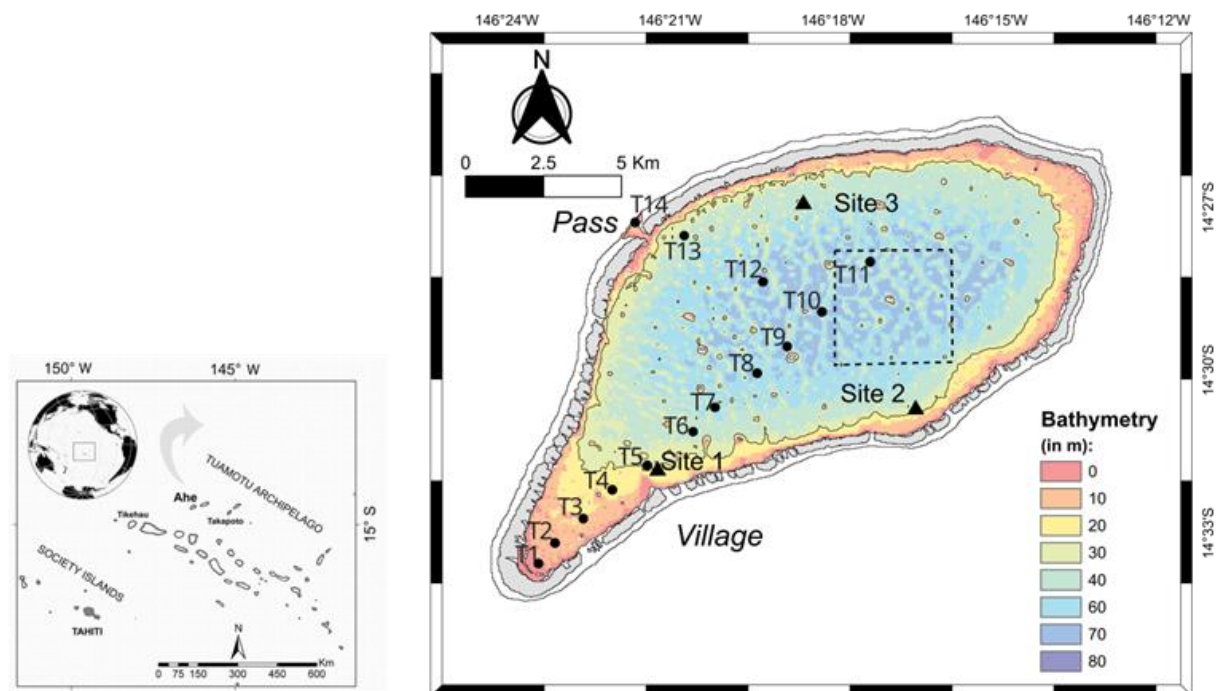 150° W
145° W
TUAMOTU ARCHIPELAGO
Ahe
Tikehau
Takapoto
15° S
SOCIETY ISLANDS
TAHITI
N
0 75 150 300 450 600 Km
146°24'W 146°21'W 146°18'W 146°15'W 146°12'W
N
0 2.5 5 Km
T14
Pass
Site 3
14°27'S
T13
T12
T11
T10
T9
T8
14°30'S
Site 2
T7
T6
T5
Site 1
T4
T3
Village
T2
T1
14°33'S
Bathymetry
(in m):
0
10
20
30
40
60
70
80